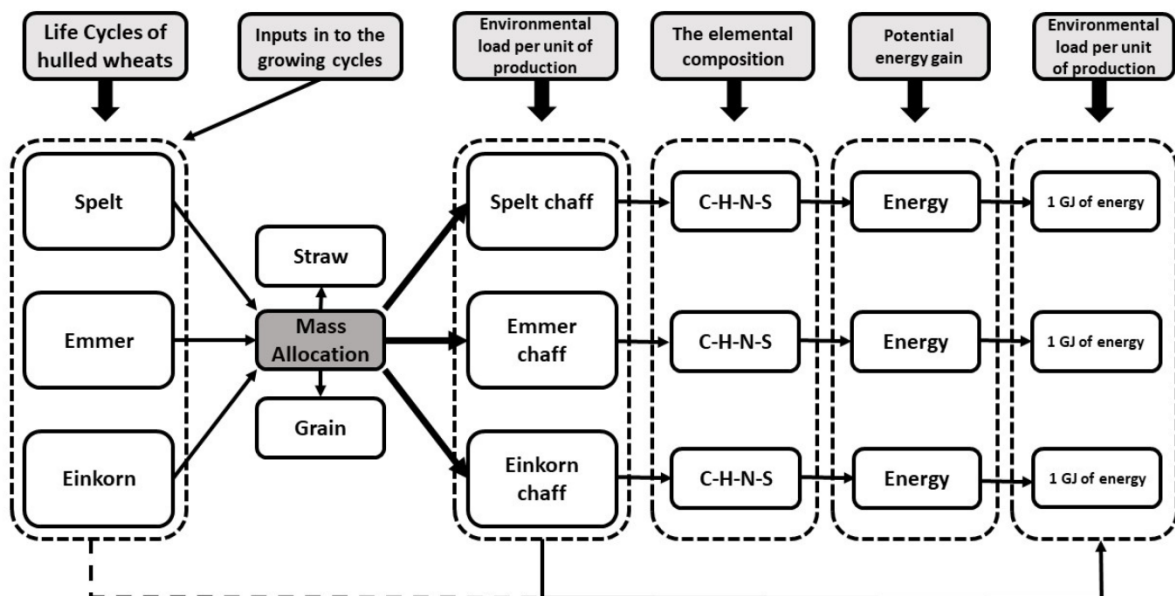 Life Cycles of
hulled wheats
Inputs in to the
growing cycles
Environmental
load per unit of
production
The elemental
composition
Potential
energy gain
Environmental
load per unit
of production
Spelt
Emmer
Einkorn
Straw
Mass
Allocation
Grain
Spelt chaff
Emmer
chaff
Einkorn
chaff
C-H-N-S
C-H-N-S
C-H-N-S
Energy
Energy
Energy
1 GJ of energy
1 GJ of energy
1 GJ of energy